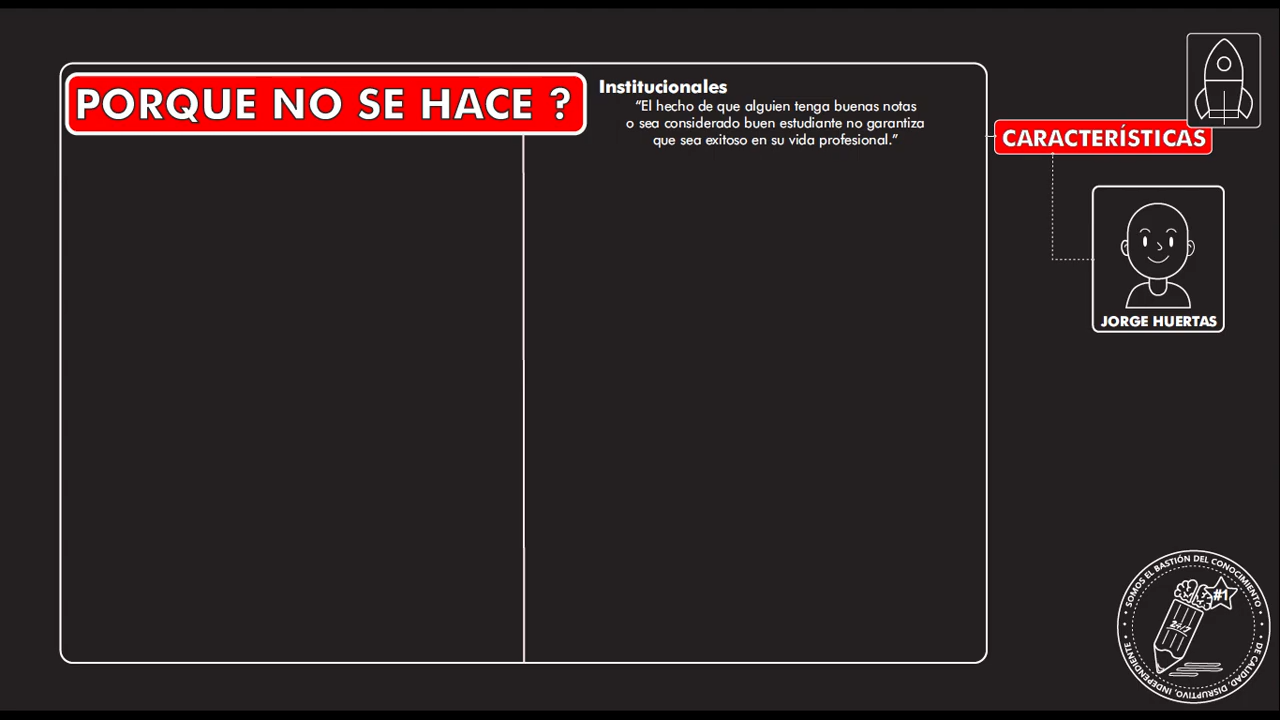 PORQUE NO SE HACE ?
Institucionales
“El hecho de que alguien tenga buenas notas
o sea considerado buen estudiante no garantiza
que sea exitoso en su vida profesional.”
CARACTERÍSTICAS
JORGE HUERTAS
SOMOS EL BASTIÓN DEL CONOCIMIENTO
#1
24/7
DE CALIDAD, DISRUPTIVO, INDEPENDIENTE